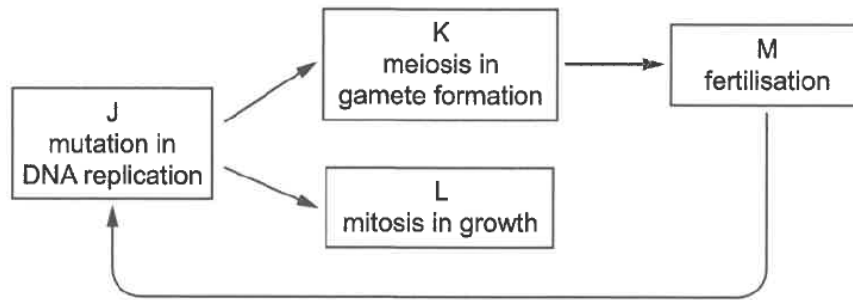 K
meiosis in
gamete formation
M
fertilisation
J
mutation in
DNA replication
L
mitosis in growth